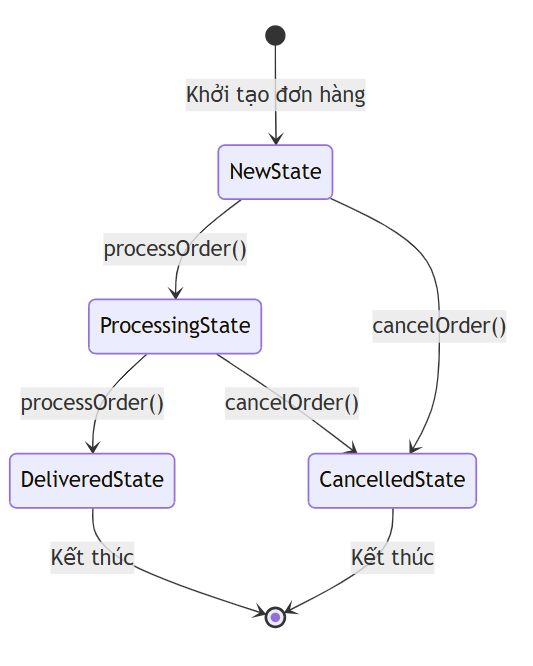 Khởi tạo đơn hàng
NewState
processOrder()
cancelOrder()
ProcessingState
processOrder()
cancelOrder()
DeliveredState
CancelledState
Kết thúc
Kết thúc